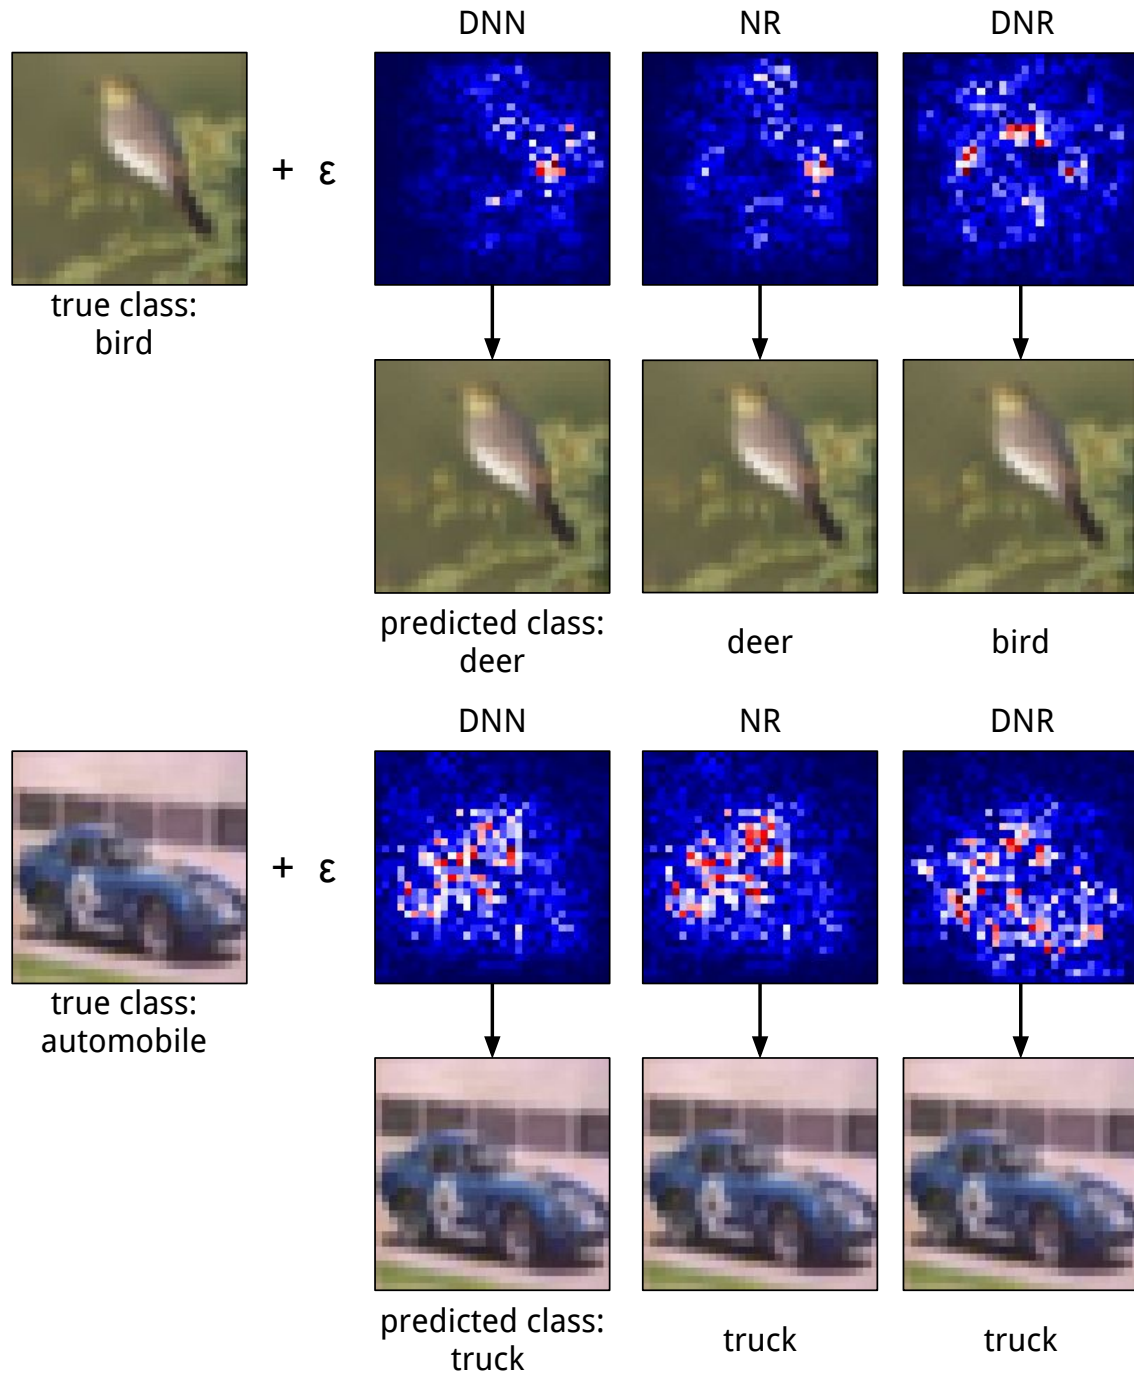 DNN NR DNR
+ ε
true class:
bird
predicted class:
deer
deer
bird
DNN NR DNR
+ ε
true class:
automobile
predicted class:
truck
truck
truck